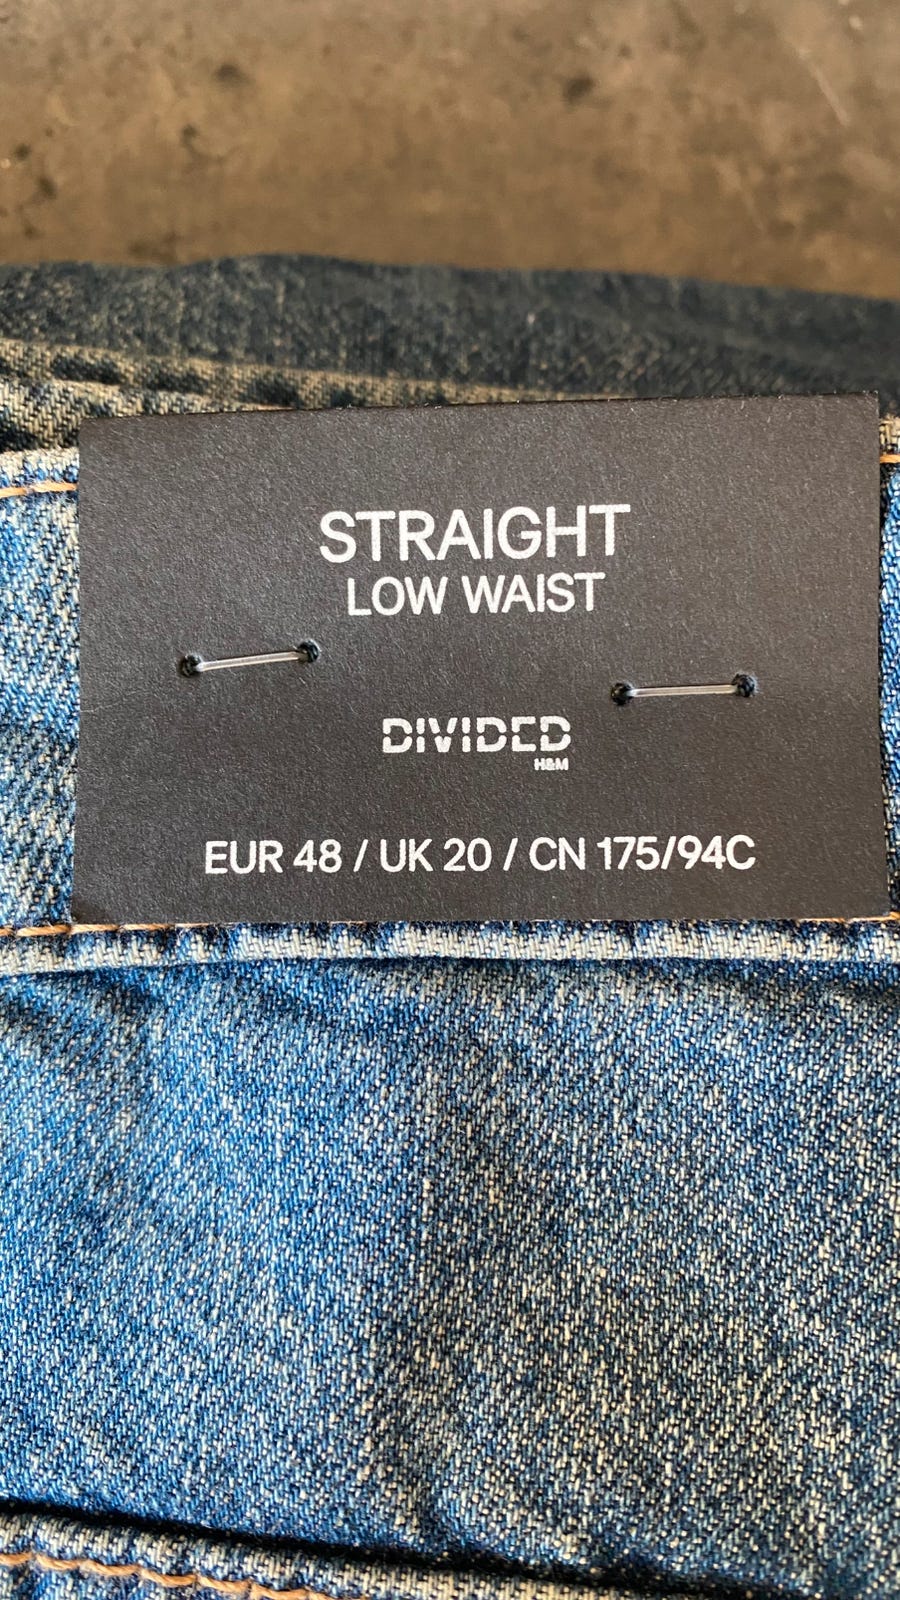 STRAIGHT
LOW WAIST
DIVIDED
H&M
EUR 48 / UK 20 / CN 175/94C